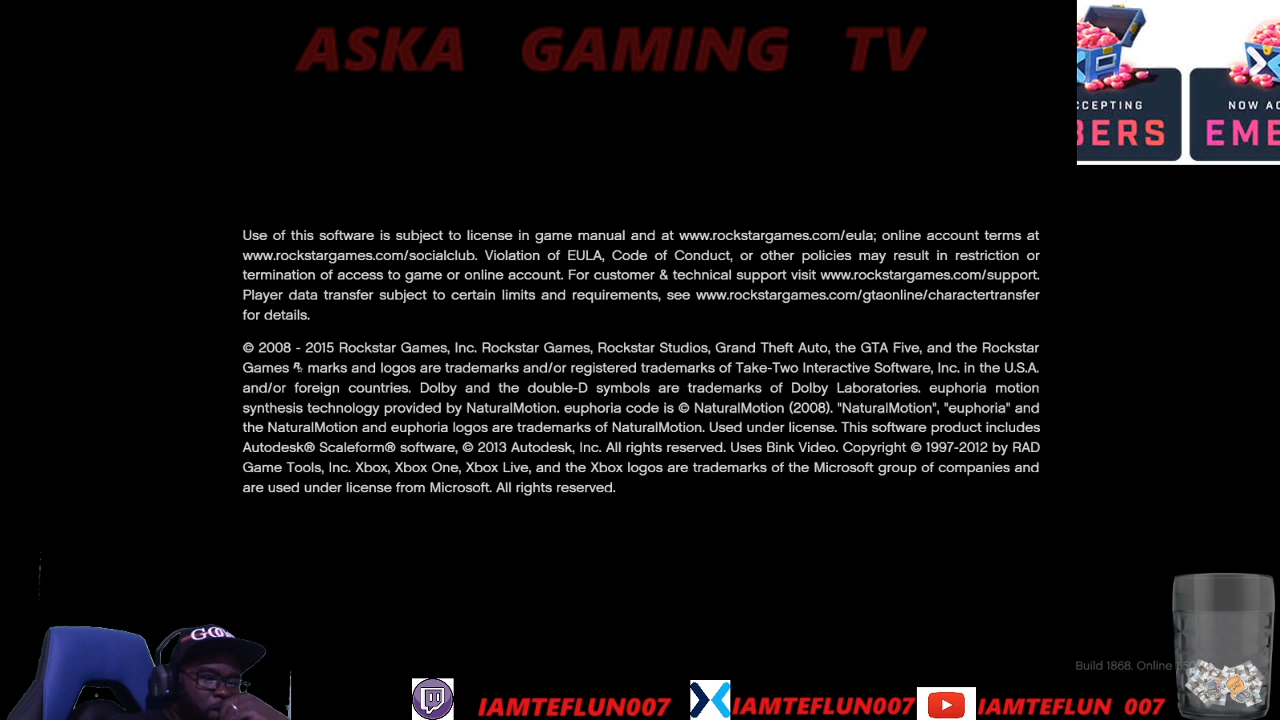 ASKA GAMING TV
CCEPTING
NOW AC
BERS
EMB
Use of this software is subject to license in game manual and at www.rockstargames.com/eula; online account terms at
www.rockstargames.com/socialclub. Violation of EULA, Code of Conduct, or other policies may result in restriction or
termination of access to game or online account. For customer & technical support visit www.rockstargames.com/support.
Player data transfer subject to certain limits and requirements, see www.rockstargames.com/gtaonline/charactertransfer
for details.
© 2008 - 2015 Rockstar Games, Inc. Rockstar Games, Rockstar Studios, Grand Theft Auto, the GTA Five, and the Rockstar
Games R* marks and logos are trademarks and/or registered trademarks of Take-Two Interactive Software, Inc. in the U.S.A.
and/or foreign countries. Dolby and the double-D symbols are trademarks of Dolby Laboratories. euphoria motion
synthesis technology provided by NaturalMotion. euphoria code is © NaturalMotion (2008). "NaturalMotion", "euphoria" and
the NaturalMotion and euphoria logos are trademarks of NaturalMotion. Used under license. This software product includes
Autodesk® Scaleform® software, © 2013 Autodesk, Inc. All rights reserved. Uses Bink Video. Copyright © 1997-2012 by RAD
Game Tools, Inc. Xbox, Xbox One, Xbox Live, and the Xbox logos are trademarks of the Microsoft group of companies and
are used under license from Microsoft. All rights reserved.
Build 1868. Online
IAMTEFLUN007
IAMTEFLUN007
IAMTEFLUN 007